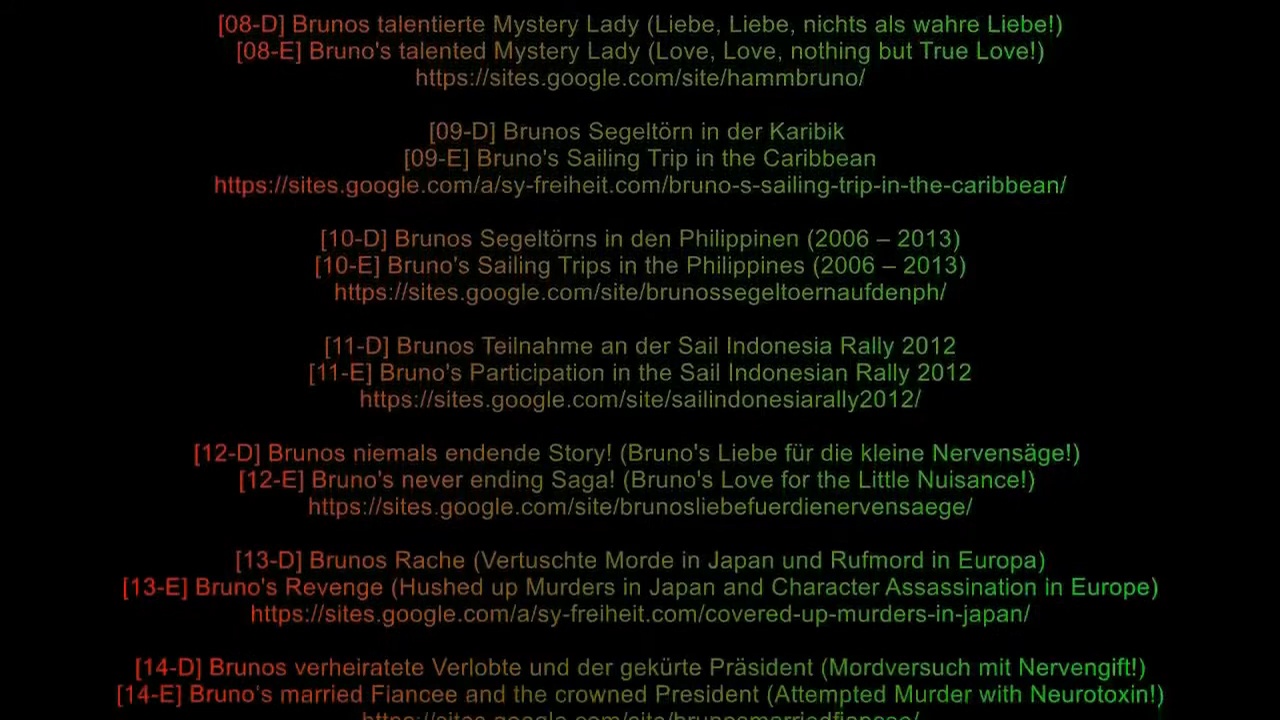 [08-D] Brunos talentierte Mystery Lady (Liebe, Liebe, nichts als wahre Liebe!)
[08-E] Bruno's talented Mystery Lady (Love, Love, nothing but True Love!)
https://sites.google.com/site/hammbruno/
[09-D] Brunos Segeltörn in der Karibik
[09-E] Bruno's Sailing Trip in the Caribbean
https://sites.google.com/a/sy-freiheit.com/bruno-s-sailing-trip-in-the-caribbean/
[10-D] Brunos Segeltörns in den Philippinen (2006 – 2013)
[10-E] Bruno's Sailing Trips in the Philippines (2006 – 2013)
https://sites.google.com/site/brunossegeltoernaufdenph/
[11-D] Brunos Teilnahme an der Sail Indonesia Rally 2012
[11-E] Bruno's Participation in the Sail Indonesian Rally 2012
https://sites.google.com/site/sailindonesiarally2012/
[12-D] Brunos niemals endende Story! (Bruno's Liebe für die kleine Nervensäge!)
[12-E] Bruno's never ending Saga! (Bruno's Love for the Little Nuisance!)
https://sites.google.com/site/brunosliebefuerdienervensaege/
[13-D] Brunos Rache (Vertuschte Morde in Japan und Rufmord in Europa)
[13-E] Bruno's Revenge (Hushed up Murders in Japan and Character Assassination in Europe)
https://sites.google.com/a/sy-freiheit.com/covered-up-murders-in-japan/
[14-D] Brunos verheiratete Verlobte und der gekürte Präsident (Mordversuch mit Nervengift!)
[14-E] Bruno's married Fiancee and the crowned President (Attempted Murder with Neurotoxin!)